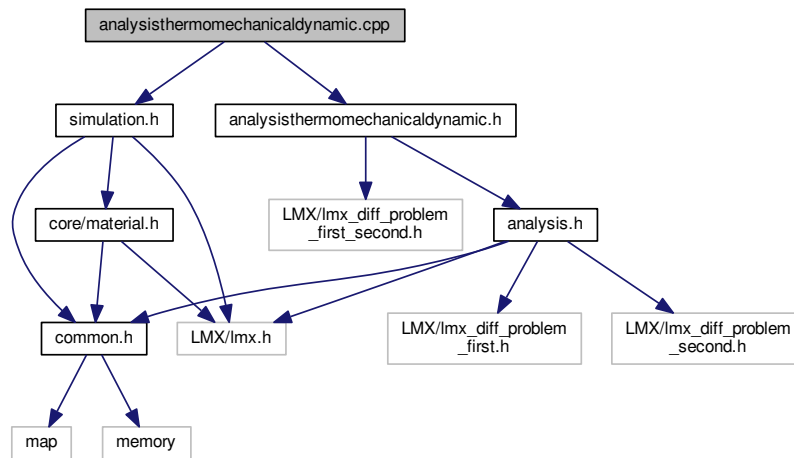 analysisthermomechanicaldynamic.cpp
simulation.h
analysisthermomechanicaldynamic.h
core/material.h
LMX/lmx_diff_problem
_first_second.h
analysis.h
common.h
LMX/lmx.h
LMX/lmx_diff_problem
_first.h
LMX/lmx_diff_problem
_second.h
map
memory